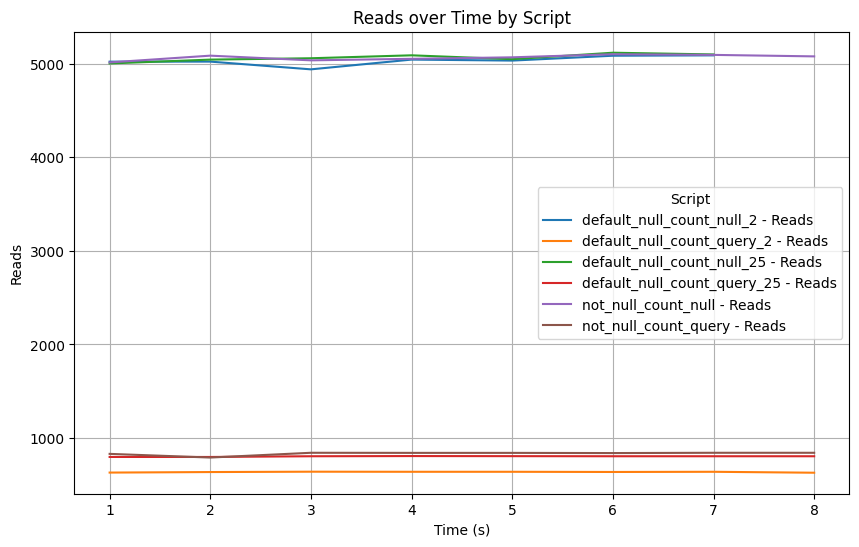 Reads over Time by Script
Reads
5000
4000
3000
2000
1000
Script
default_null_count_null_2 - Reads
default_null_count_query_2 - Reads
default_null_count_null_25 - Reads
default_null_count_query_25 - Reads
not_null_count_null - Reads
not_null_count_query - Reads
1 2 3 4 5 6 7 8
Time (s)